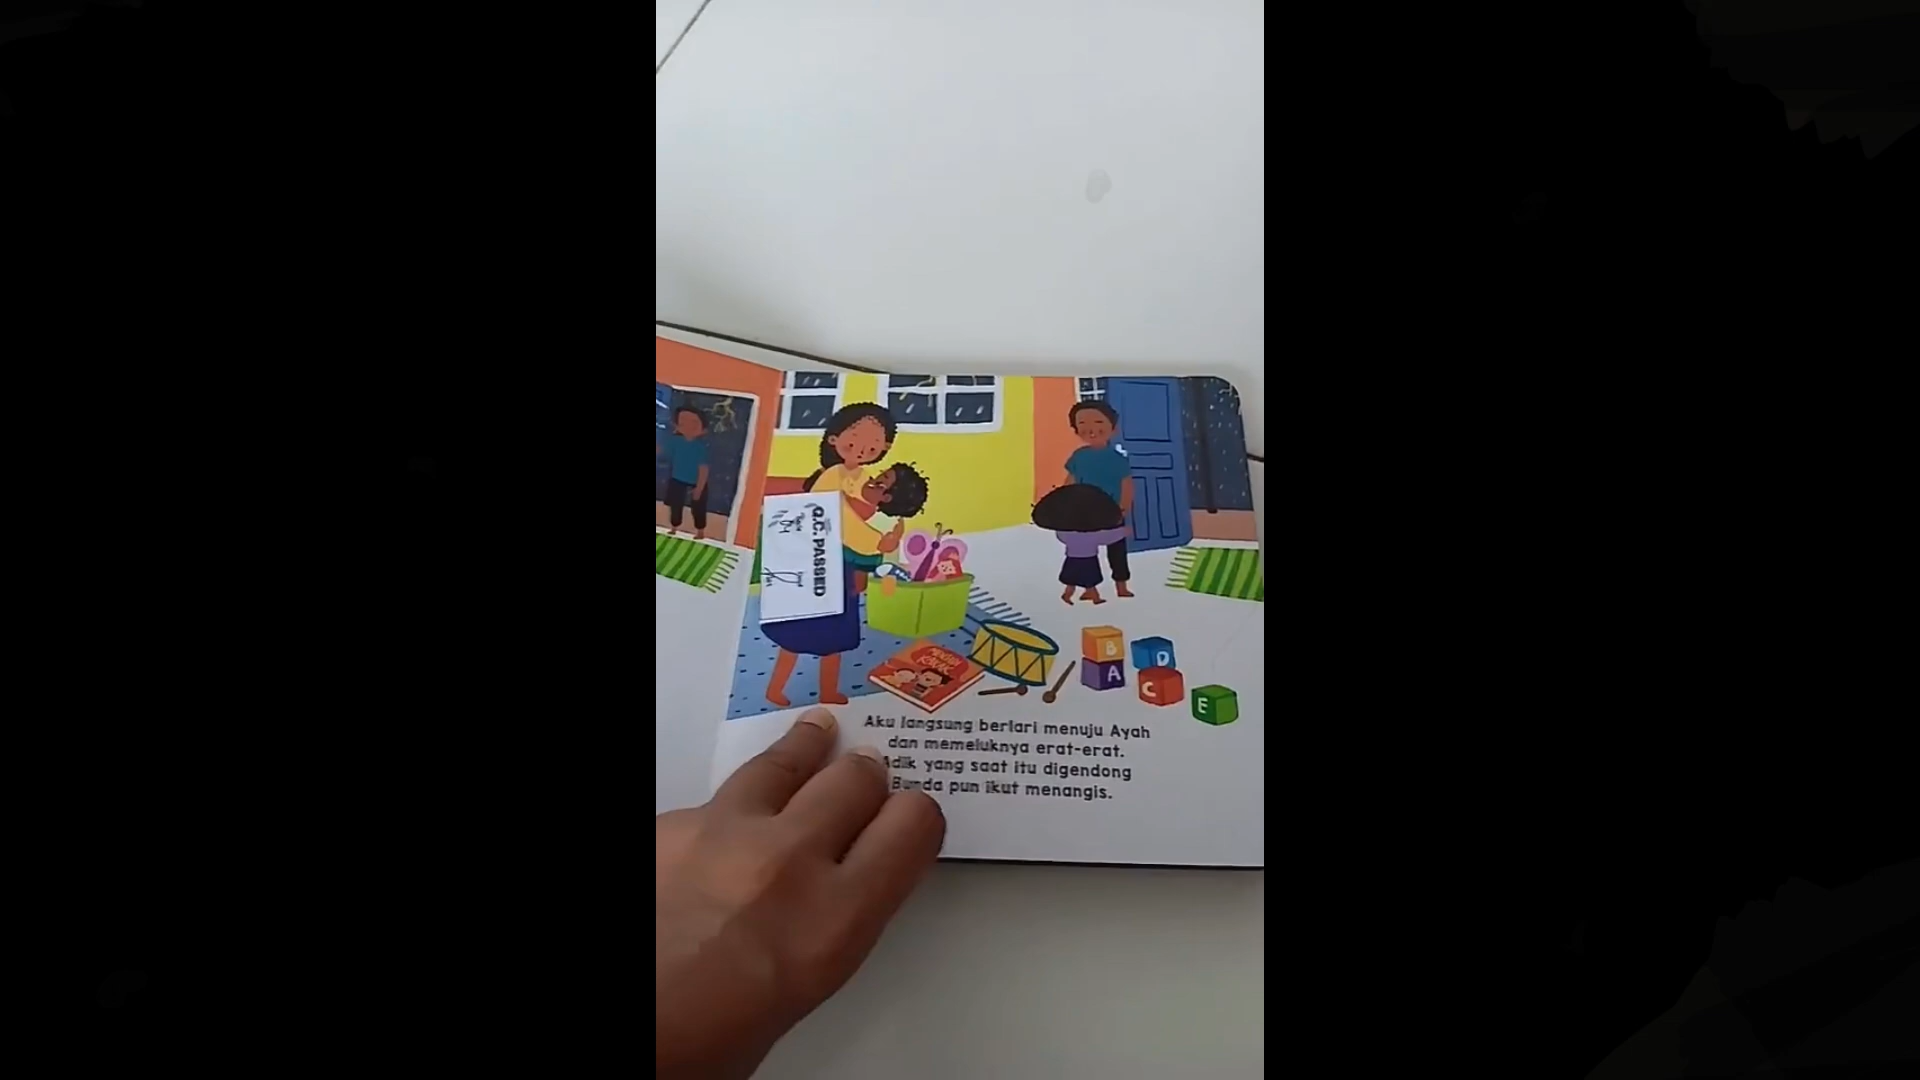 Q.C. PASSED
B
D
A
C
E
Aku langsung berlari menuju Ayah
dan memeluknya erat-erat.
Adik yang saat itu digendong
Bunda pun ikut menangis.